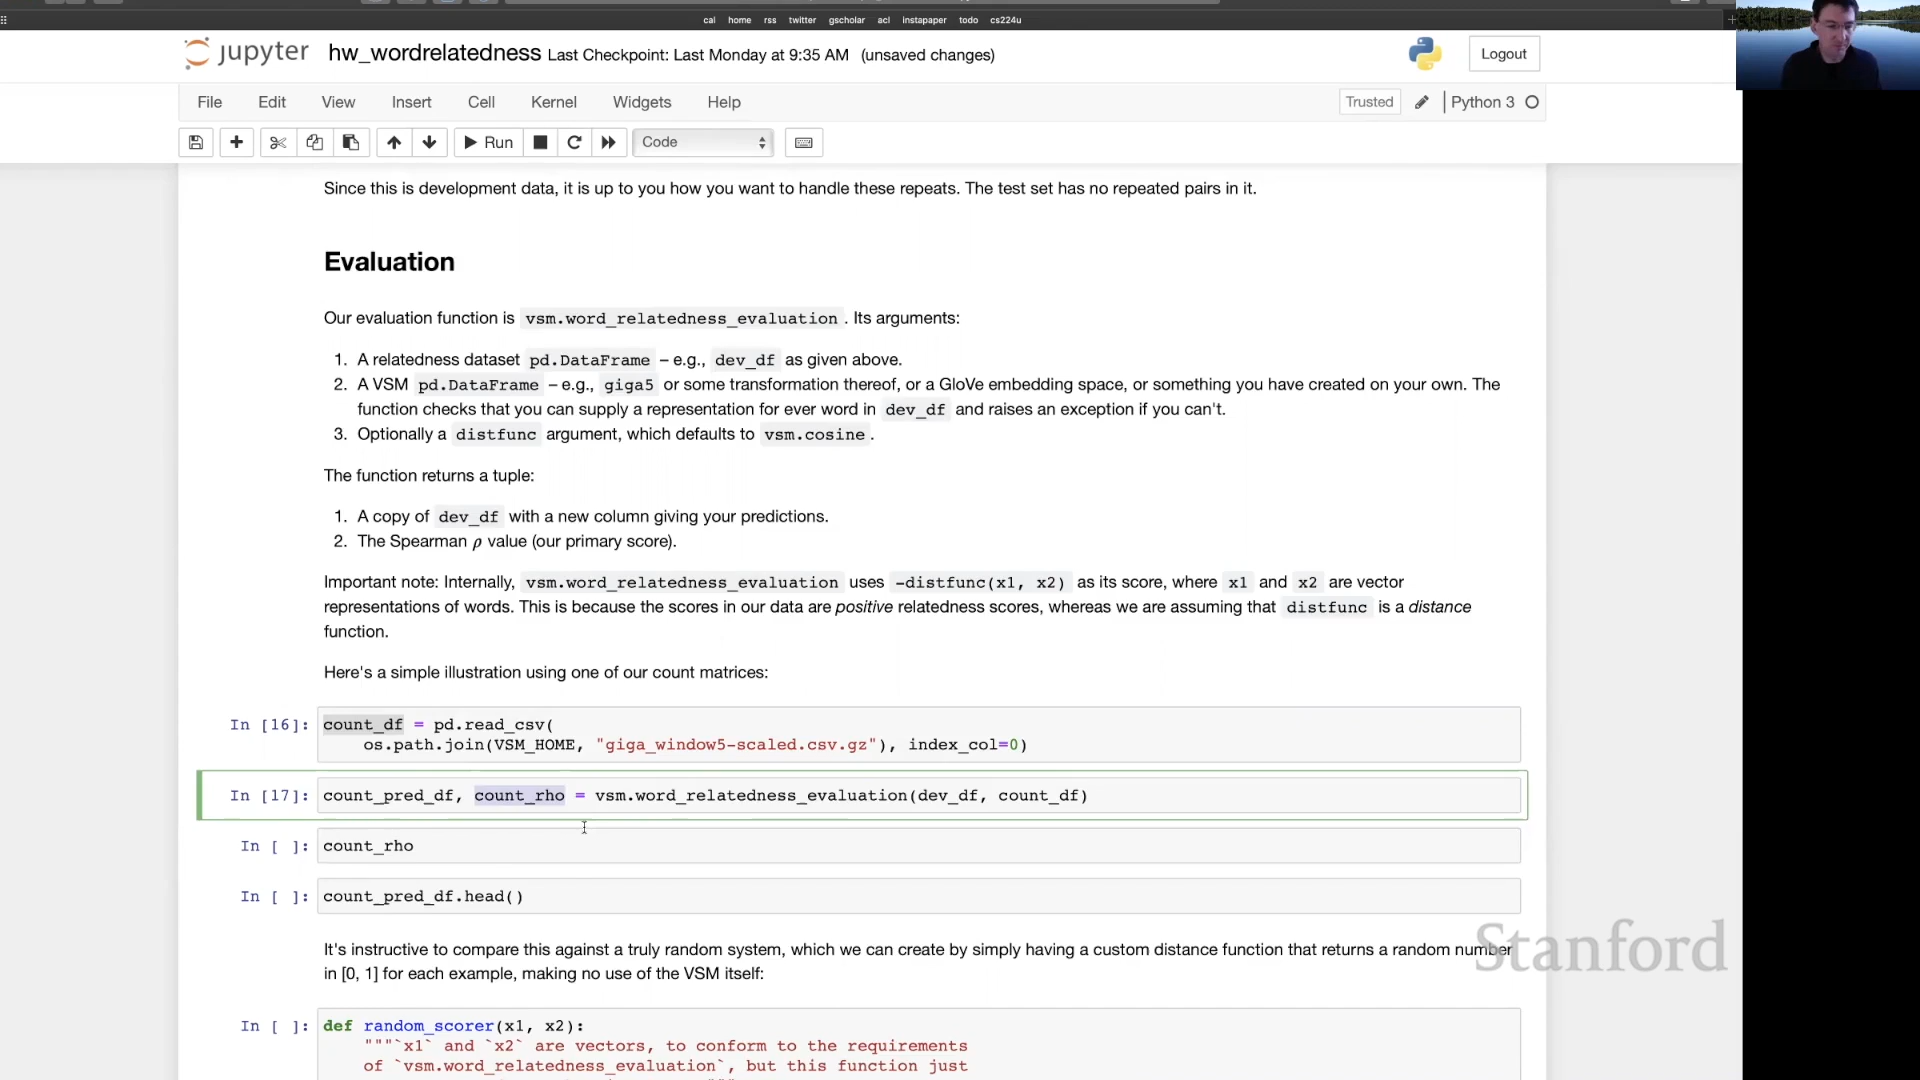 cal home rss twitter gscholar acl instapaper todo cs224u
jupyter hw_wordrelatedness Last Checkpoint: Last Monday at 9:35 AM (unsaved changes) Logout
File Edit View Insert Cell Kernel Widgets Help Trusted Python 3
Run Code
Since this is development data, it is up to you how you want to handle these repeats. The test set has no repeated pairs in it.
Evaluation
Our evaluation function is vsm.word_relatedness_evaluation . Its arguments:
1. A relatedness dataset pd.DataFrame – e.g., dev_df as given above.
2. A VSM pd.DataFrame – e.g., giga5 or some transformation thereof, or a GloVe embedding space, or something you have created on your own. The
function checks that you can supply a representation for ever word in dev_df and raises an exception if you can't.
3. Optionally a distfunc argument, which defaults to vsm.cosine .
The function returns a tuple:
1. A copy of dev_df with a new column giving your predictions.
2. The Spearman ρ value (our primary score).
Important note: Internally, vsm.word_relatedness_evaluation uses -distfunc(x1, x2) as its score, where x1 and x2 are vector
representations of words. This is because the scores in our data are positive relatedness scores, whereas we are assuming that distfunc is a distance
function.
Here's a simple illustration using one of our count matrices:
In [16]: count_df = pd.read_csv(
os.path.join(VSM_HOME, "giga_window5-scaled.csv.gz"), index_col=0)
In [17]: count_pred_df, count_rho = vsm.word_relatedness_evaluation(dev_df, count_df)
In [ ]: count_rho
In [ ]: count_pred_df.head()
It's instructive to compare this against a truly random system, which we can create by simply having a custom distance function that returns a random number
in [0, 1] for each example, making no use of the VSM itself:
In [ ]: def random_scorer(x1, x2):
"""`x1` and `x2` are vectors, to conform to the requirements
of `vsm.word_relatedness_evaluation`, but this function just
Stanford